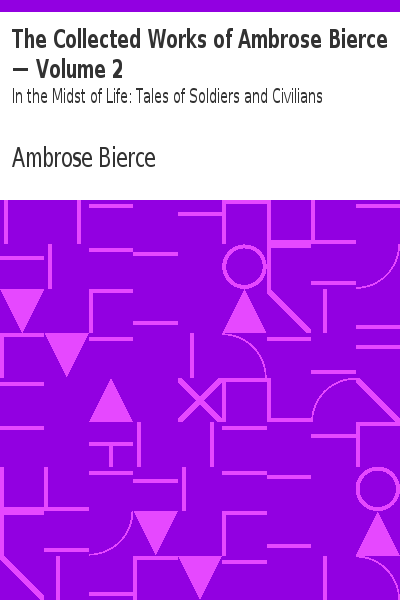 The Collected Works of Ambrose Bierce
— Volume 2
In the Midst of Life: Tales of Soldiers and Civilians
Ambrose Bierce